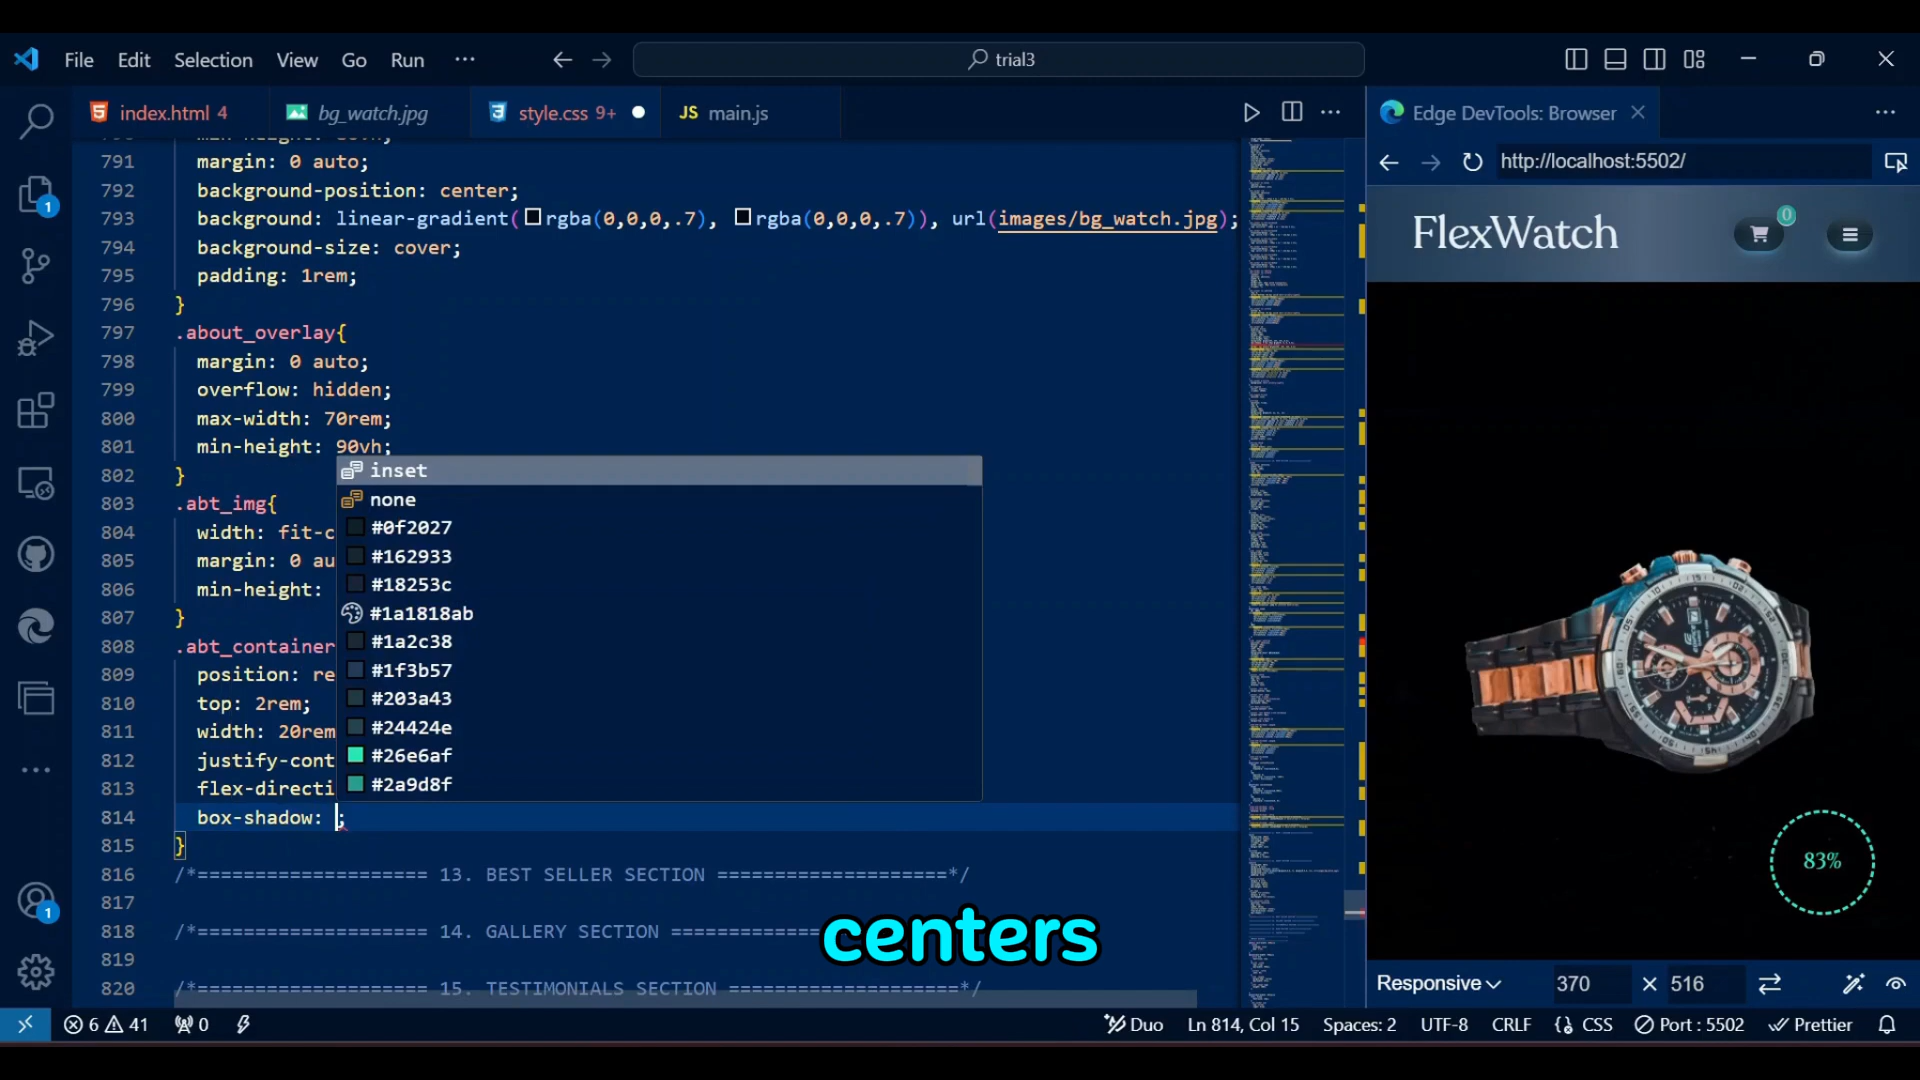 File Edit Selection View Go Run ··· trial3
index.html 4 bg_watch.jpg style.css 9+ JS main.js
Edge DevTools: Browser
http://localhost:5502/
791 margin: 0 auto;
792 background-position: center;
793 background: linear-gradient(rgba(0,0,0,.7), rgba(0,0,0,.7)), url(images/bg_watch.jpg);
794 background-size: cover;
795 padding: 1rem;
796 }
797 .about_overlay{
798 margin: 0 auto;
799 overflow: hidden;
800 max-width: 70rem;
801 min-height: 90vh;
802 }
803 .abt_img{
804 width: fit-c
805 margin: 0 au
806 min-height:
807 }
808 .abt_container
809 position: re
810 top: 2rem;
811 width: 20rem
812 justify-cont
813 flex-directi
814 box-shadow: ;
815 }
816 /*==================== 13. BEST SELLER SECTION ===================*/
817
818 /*==================== 14. GALLERY SECTION =============
819
820 /*==================== 15. TESTIMONIALS SECTION ===================*/
inset
none
#0f2027
#162933
#18253c
#1a1818ab
#1a2c38
#1f3b57
#203a43
#24424e
#26e6af
#2a9d8f
centers
FlexWatch 0
83%
Responsive 370 × 516
1
1
6 41 0 Duo Ln 814, Col 15 Spaces: 2 UTF-8 CRLF CSS Port : 5502 Prettier